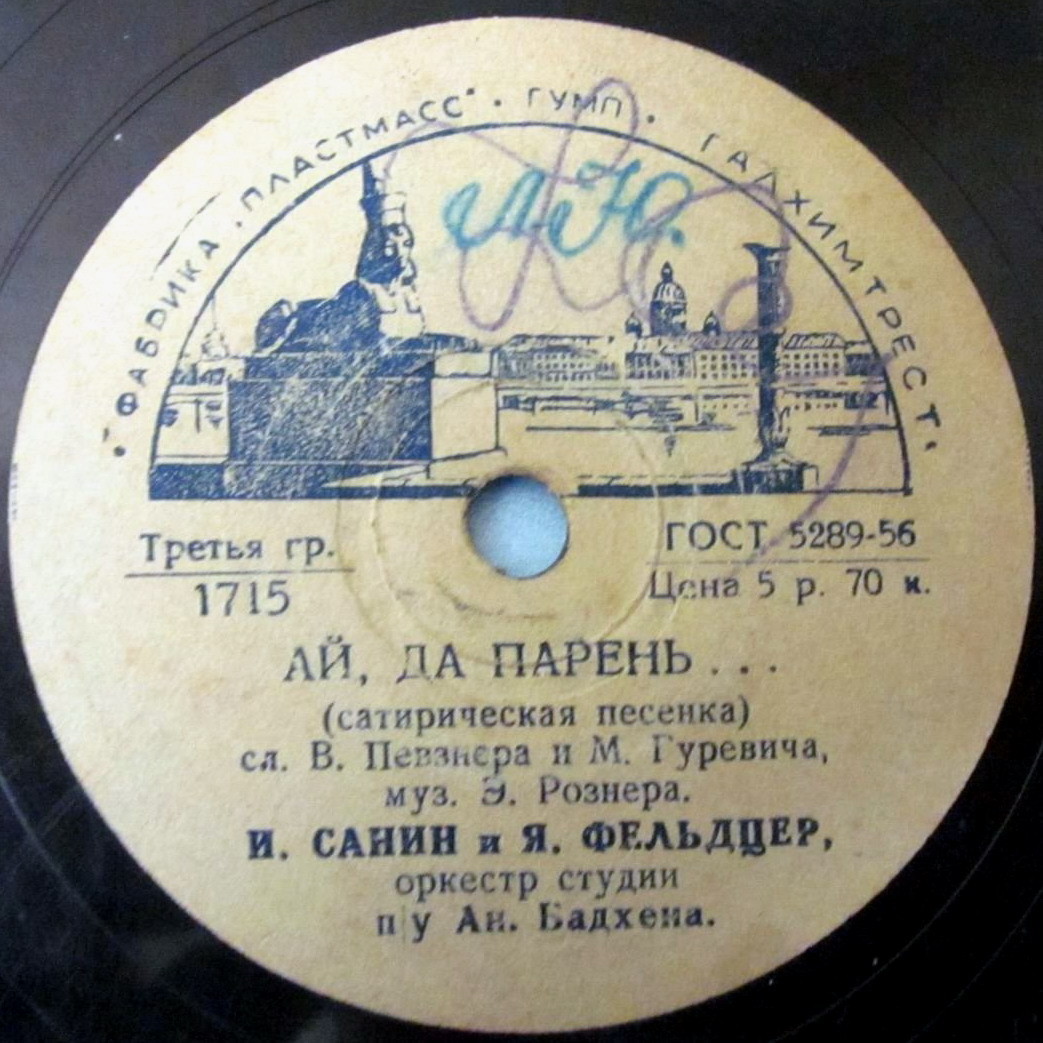 "ФАБРИКА „ПЛАСТМАСС" · ГУМП · ГАЛХИМТРЕСТ"
Л.Ю.
Третья гр.
1715
ГОСТ 5289-56
Цена 5 р. 70 к.
АЙ, ДА ПАРЕНЬ...
(сатирическая песенка)
сл. В. Певзнера и М. Гуревича,
муз. Э. Рознера.
И. САНИН и Я. ФЕЛЬДЦЕР,
оркестр студии
п/у Ан. Бадхена.